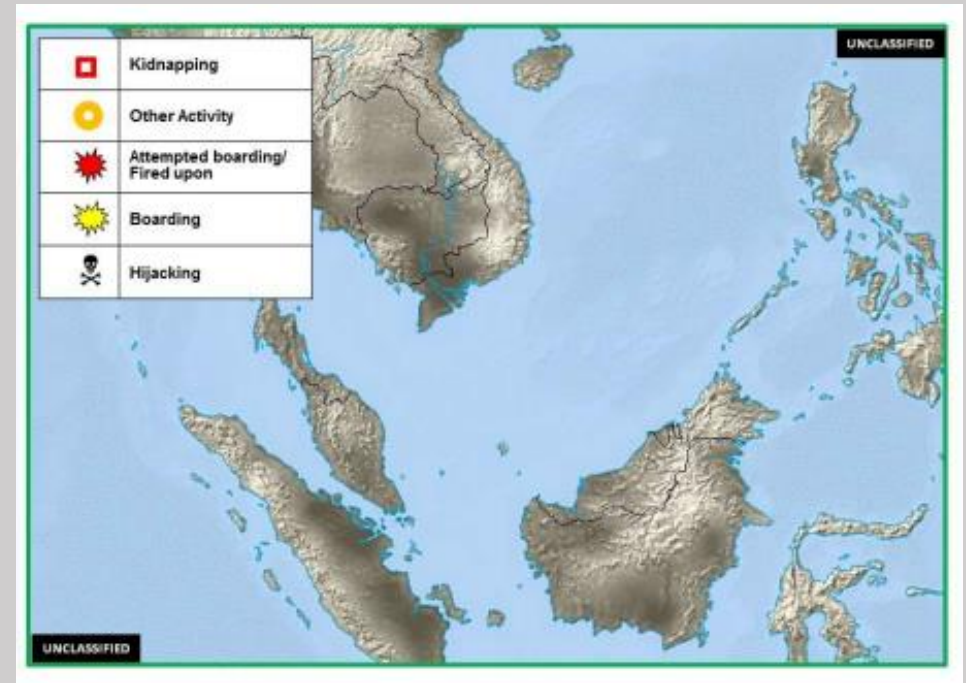 UNCLASSIFIED
Kidnapping
Other Activity
Attempted boarding/
Fired upon
Boarding
Hijacking
UNCLASSIFIED